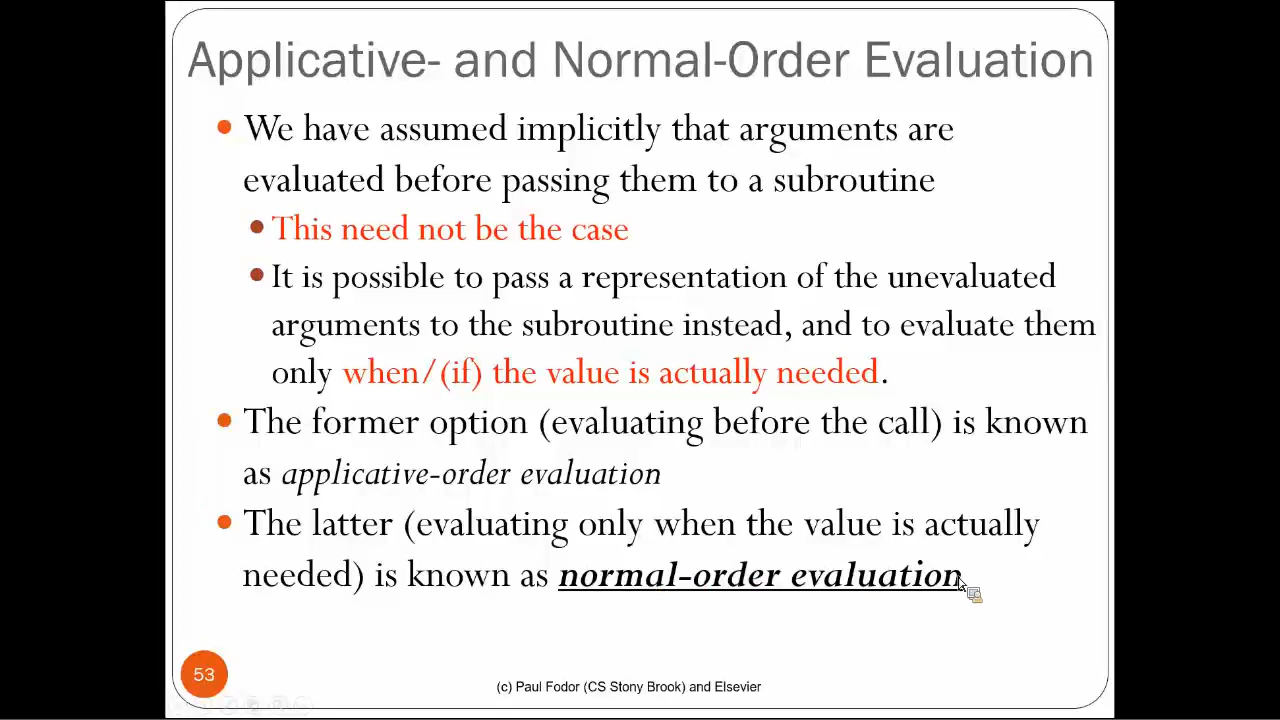 Applicative- and Normal-Order Evaluation
• We have assumed implicitly that arguments are
evaluated before passing them to a subroutine
• This need not be the case
• It is possible to pass a representation of the unevaluated
arguments to the subroutine instead, and to evaluate them
only when/(if) the value is actually needed.
• The former option (evaluating before the call) is known
as applicative-order evaluation
• The latter (evaluating only when the value is actually
needed) is known as normal-order evaluation
53
(c) Paul Fodor (CS Stony Brook) and Elsevier